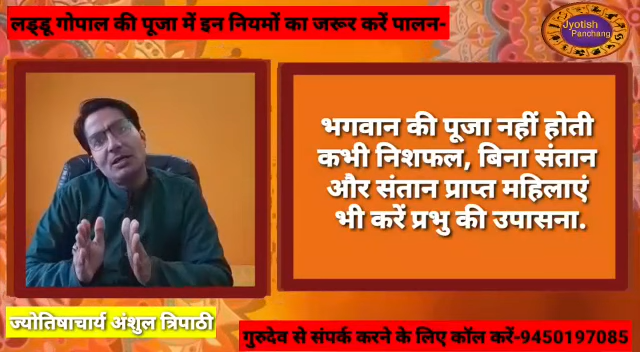 लड्डू गोपाल की पूजा में इन नियमों का जरूर करें पालन-
Jyotish
Panchang
भगवान की पूजा नहीं होती
कभी निशफल, बिना संतान
और संतान प्राप्त महिलाएं
भी करें प्रभु की उपासना.
ज्योतिषाचार्य अंशुल त्रिपाठी
गुरुदेव से संपर्क करने के लिए कॉल करें-9450197085